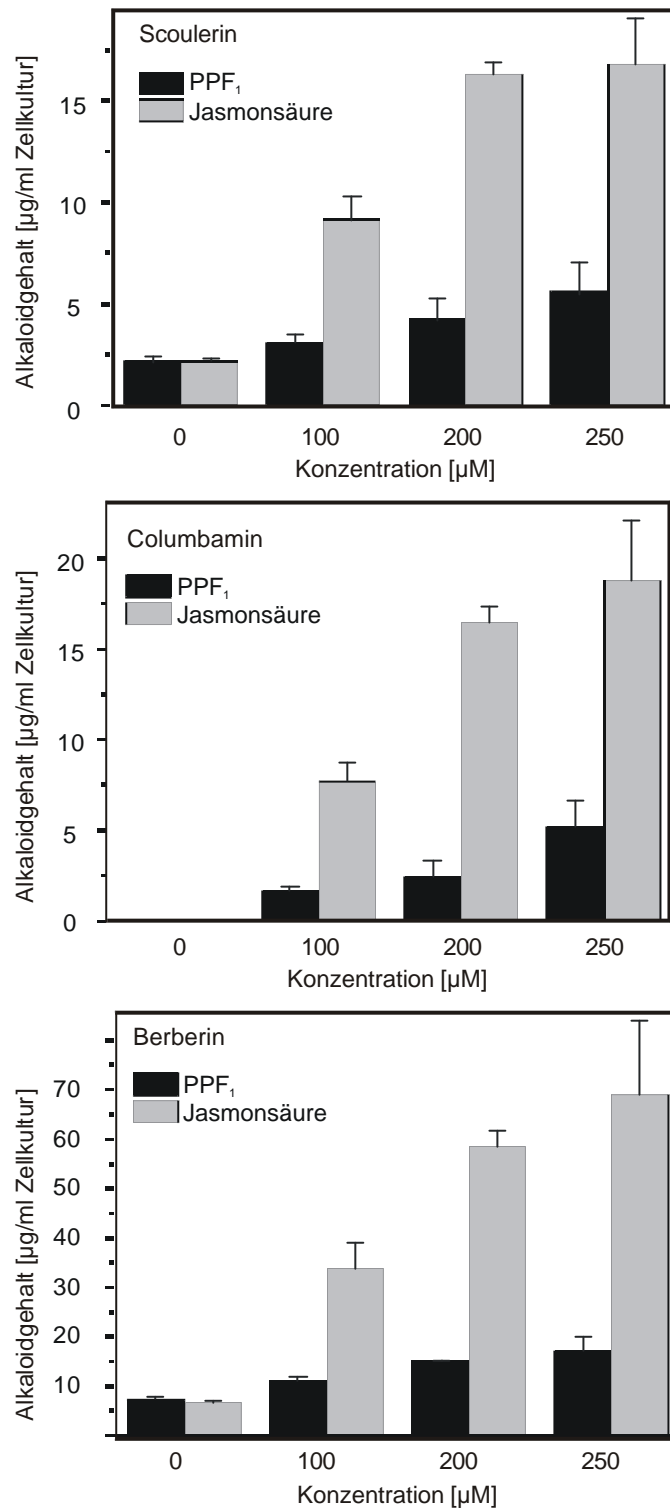 Scoulerin
PPF₁
Jasmonsäure
Alkaloidgehalt [µg/ml Zellkultur]
15
10
5
0
0 100 200 250
Konzentration [µM]
Columbamin
PPF₁
Jasmonsäure
Alkaloidgehalt [µg/ml Zellkultur]
20
15
10
5
0
0 100 200 250
Konzentration [µM]
Berberin
PPF₁
Jasmonsäure
Alkaloidgehalt [µg/ml Zellkultur]
70
60
50
40
30
20
10
0 100 200 250
Konzentration [µM]